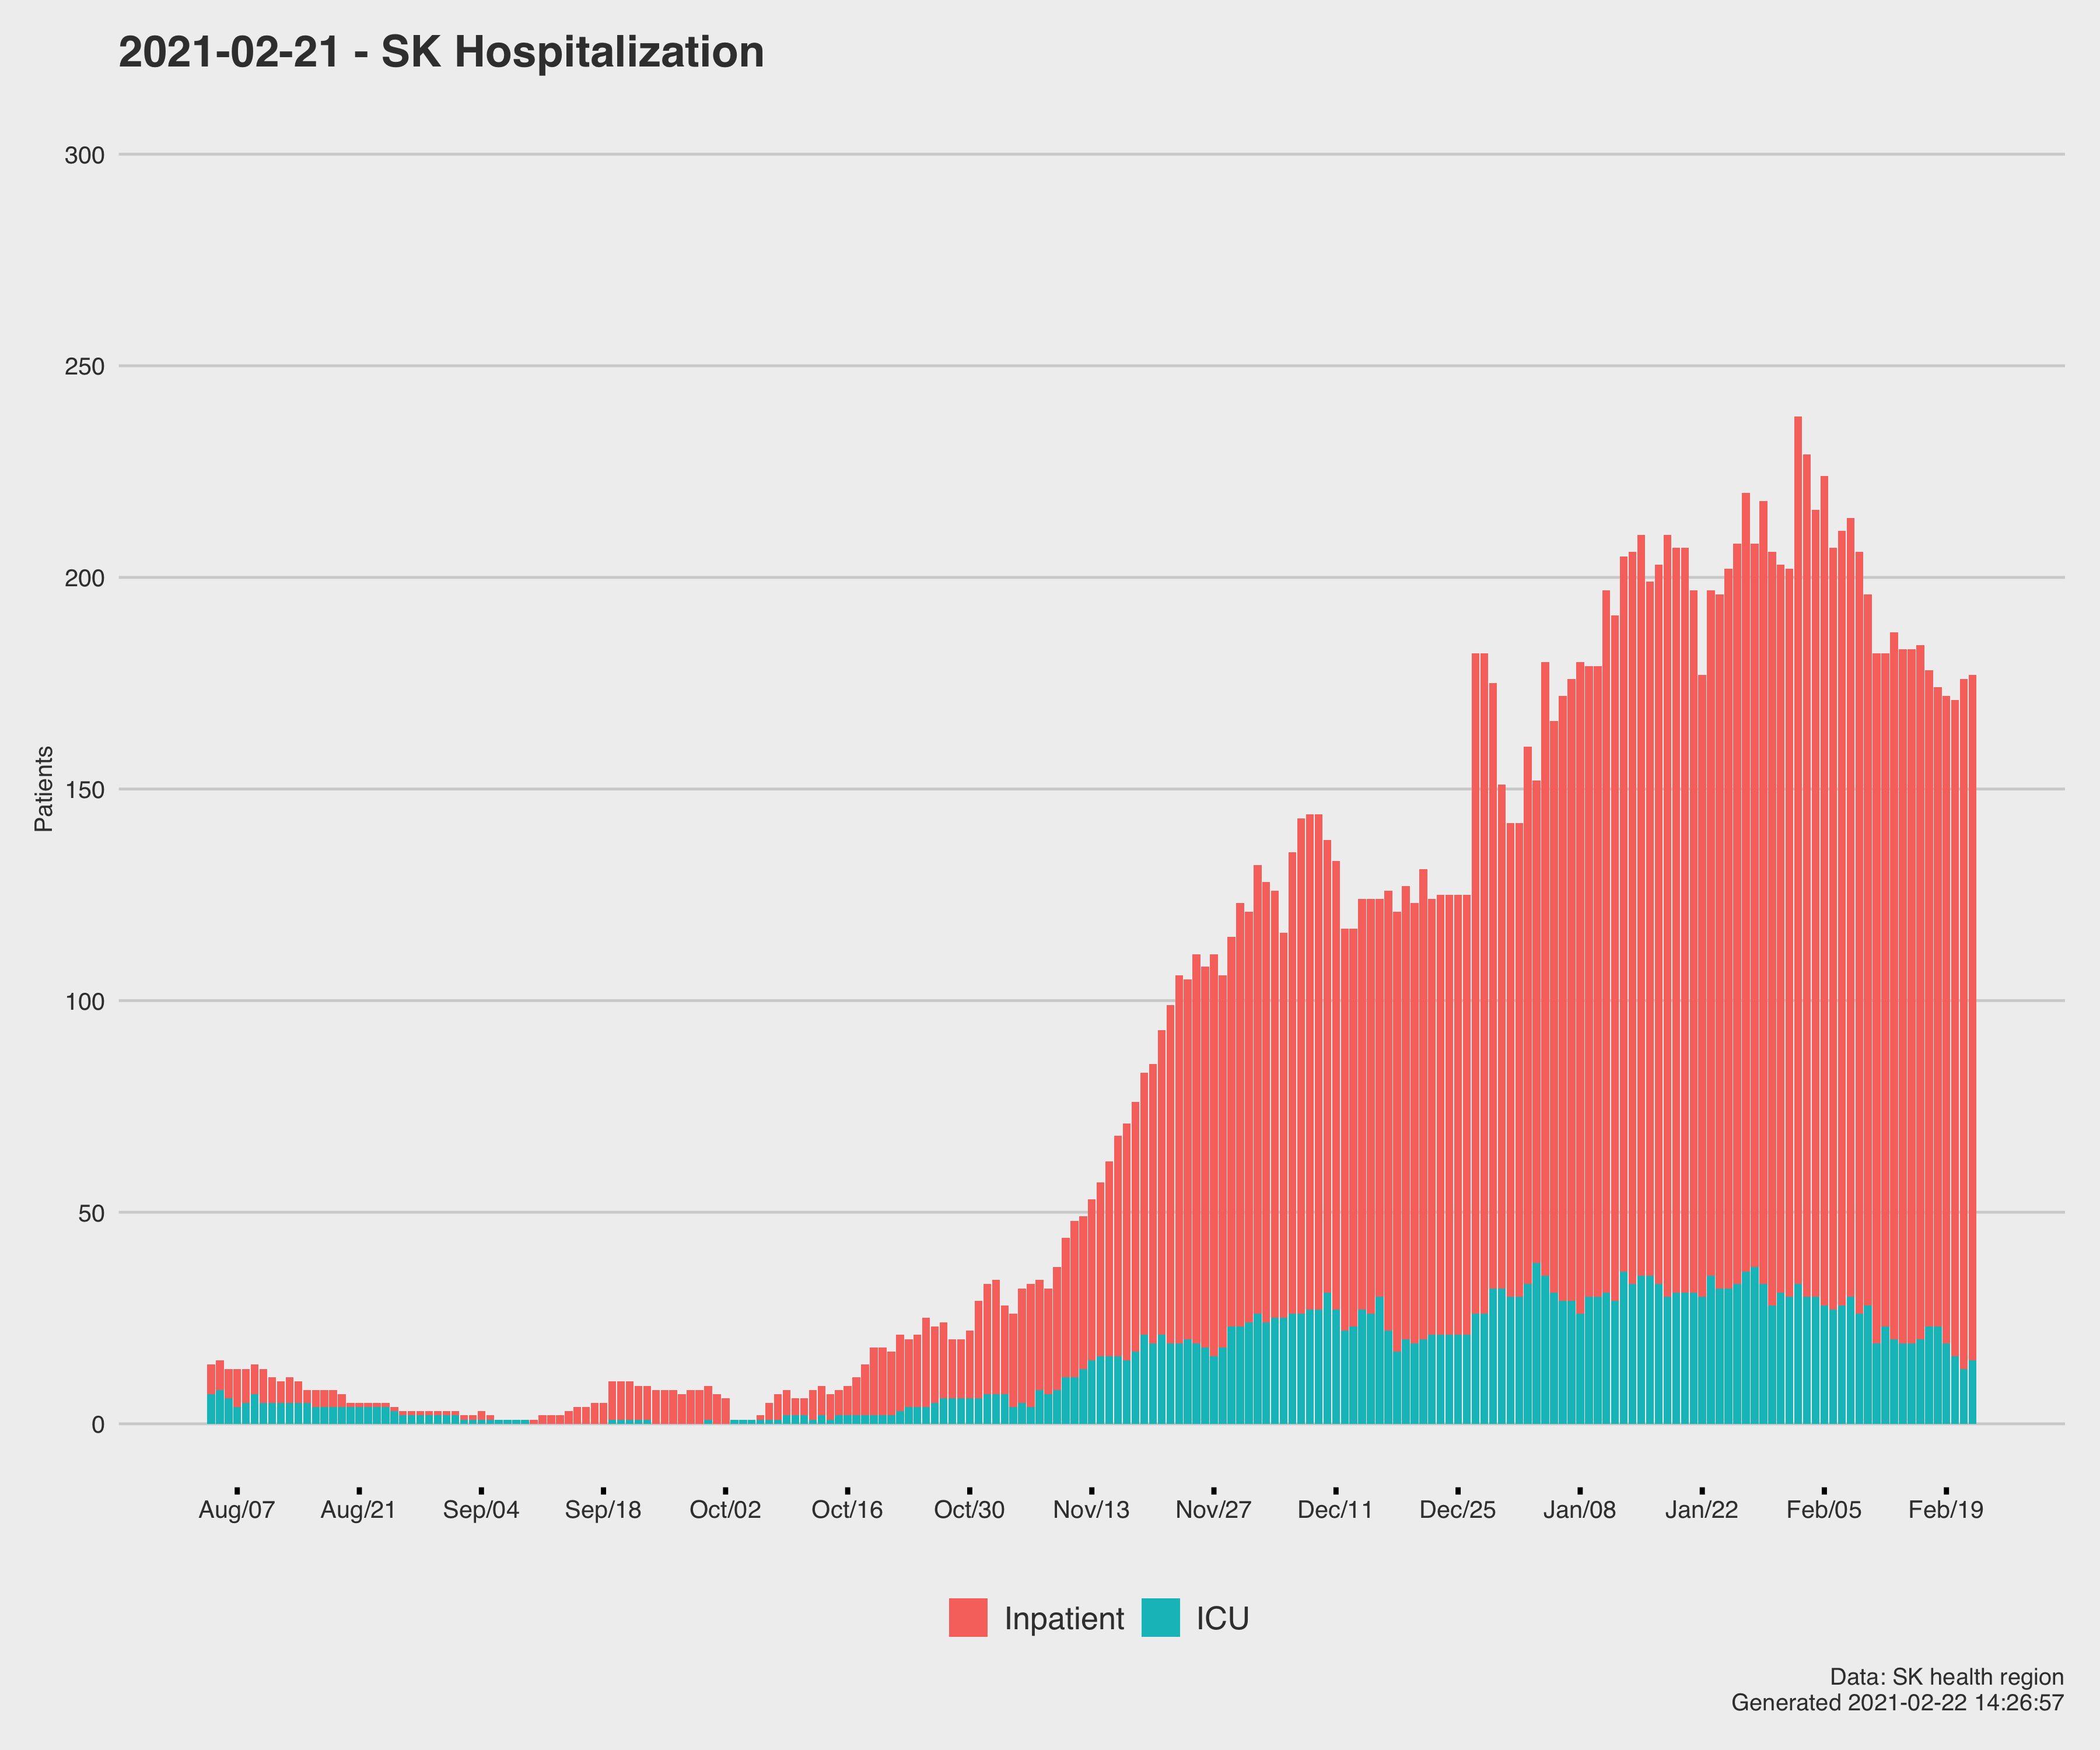 2021-02-21 - SK Hospitalization
300
250
200
150
100
50
0
Patients
Aug/07 Aug/21 Sep/04 Sep/18 Oct/02 Oct/16 Oct/30 Nov/13 Nov/27 Dec/11 Dec/25 Jan/08 Jan/22 Feb/05 Feb/19
Inpatient ICU
Data: SK health region
Generated 2021-02-22 14:26:57